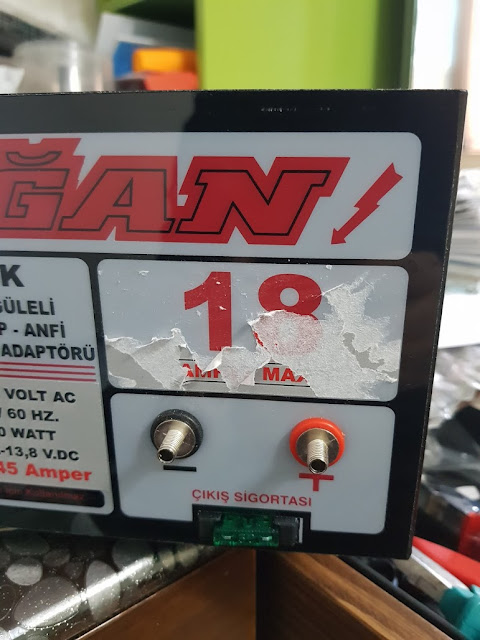 ĞAN
K
GÜLELİ
P - ANFİ
ADAPTÖRÜ
VOLT AC
/ 60 HZ.
0 WATT
-13,8 V.DC
45 Amper
18
MAX
ÇIKIŞ SİGORTASI